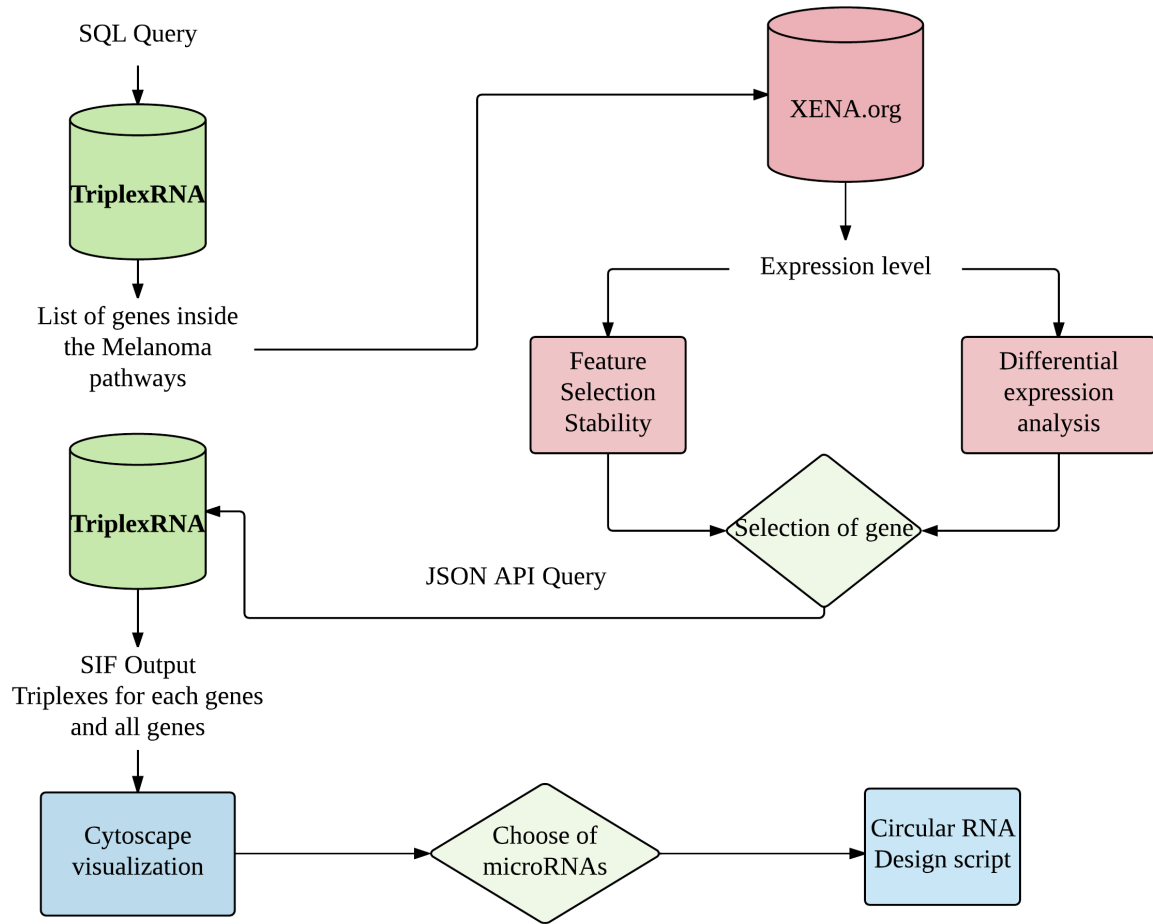 SQL Query
TriplexRNA
List of genes inside
the Melanoma
pathways
XENA.org
Expression level
Feature
Selection
Stability
Differential
expression
analysis
Selection of gene
JSON API Query
TriplexRNA
SIF Output
Triplexes for each genes
and all genes
Cytoscape
visualization
Choose of
microRNAs
Circular RNA
Design script